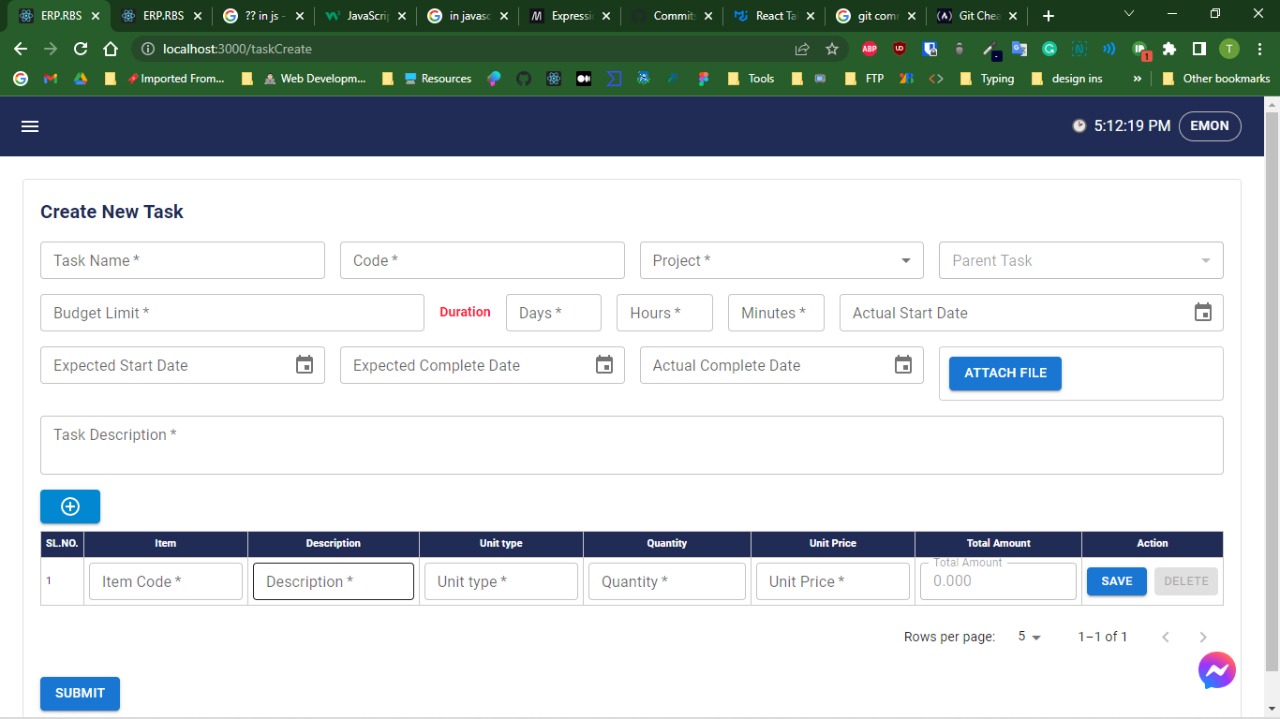 ERP.RBS ERP.RBS ?? in js - JavaScri in javasc Expressi Commits React Ta git com Git Chea
localhost:3000/taskCreate
ABP
T
Imported From... Web Developm... Resources Tools FTP Typing design ins » Other bookmarks
5:12:19 PM EMON
Create New Task
Task Name * Code * Project * Parent Task
Budget Limit * Duration Days * Hours * Minutes * Actual Start Date
Expected Start Date Expected Complete Date Actual Complete Date ATTACH FILE
Task Description *
SL.NO. Item Description Unit type Quantity Unit Price Total Amount Action
Total Amount
1 Item Code * Description * Unit type * Quantity * Unit Price * 0.000 SAVE DELETE
Rows per page: 5 1–1 of 1
SUBMIT